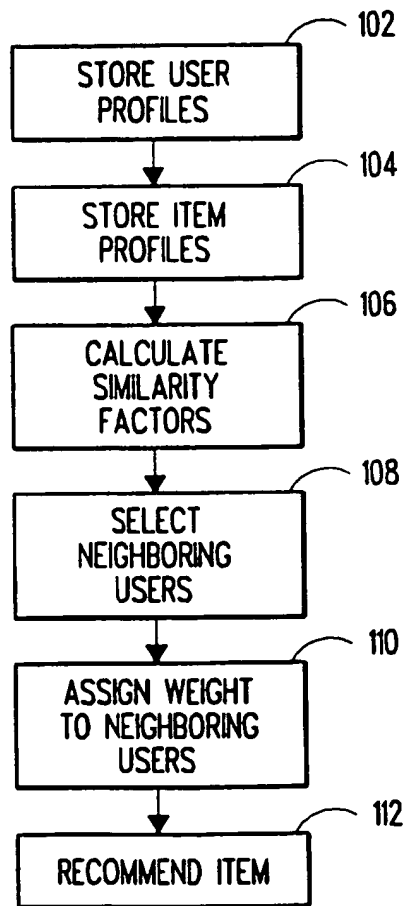 102
STORE USER
PROFILES
104
STORE ITEM
PROFILES
106
CALCULATE
SIMILARITY
FACTORS
108
SELECT
NEIGHBORING
USERS
110
ASSIGN WEIGHT
TO NEIGHBORING
USERS
112
RECOMMEND ITEM